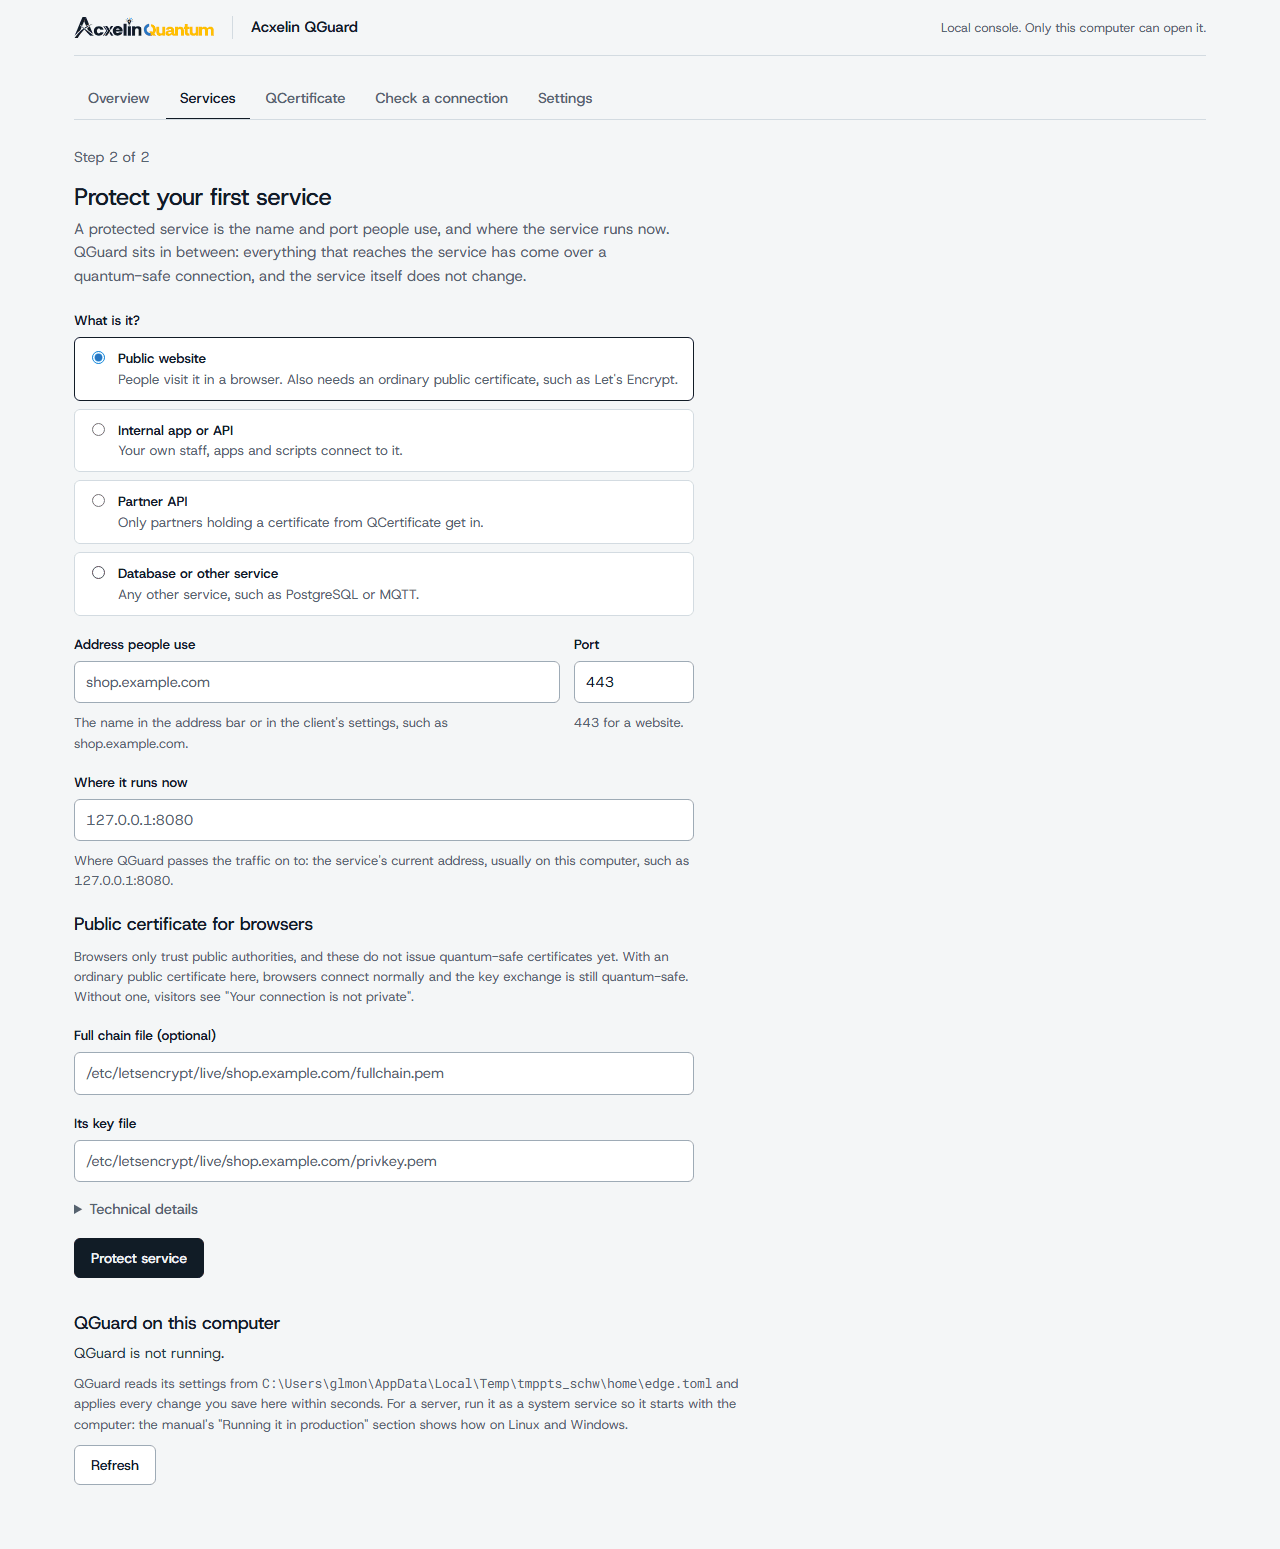 Acxelin Quantum
Acxelin QGuard
Local console. Only this computer can open it.
Overview
Services
QCertificate
Check a connection
Settings
Step 2 of 2
Protect your first service
A protected service is the name and port people use, and where the service runs now.
QGuard sits in between: everything that reaches the service has come over a
quantum-safe connection, and the service itself does not change.
What is it?
Public website
People visit it in a browser. Also needs an ordinary public certificate, such as Let's Encrypt.
Internal app or API
Your own staff, apps and scripts connect to it.
Partner API
Only partners holding a certificate from QCertificate get in.
Database or other service
Any other service, such as PostgreSQL or MQTT.
Address people use
shop.example.com
The name in the address bar or in the client's settings, such as
shop.example.com.
Port
443
443 for a website.
Where it runs now
127.0.0.1:8080
Where QGuard passes the traffic on to: the service's current address, usually on this computer, such as
127.0.0.1:8080.
Public certificate for browsers
Browsers only trust public authorities, and these do not issue quantum-safe certificates yet. With an
ordinary public certificate here, browsers connect normally and the key exchange is still quantum-safe.
Without one, visitors see "Your connection is not private".
Full chain file (optional)
/etc/letsencrypt/live/shop.example.com/fullchain.pem
Its key file
/etc/letsencrypt/live/shop.example.com/privkey.pem
Technical details
Protect service
QGuard on this computer
QGuard is not running.
QGuard reads its settings from C:\Users\glmon\AppData\Local\Temp\tmppts_schw\home\edge.toml and
applies every change you save here within seconds. For a server, run it as a system service so it starts with the
computer: the manual's "Running it in production" section shows how on Linux and Windows.
Refresh